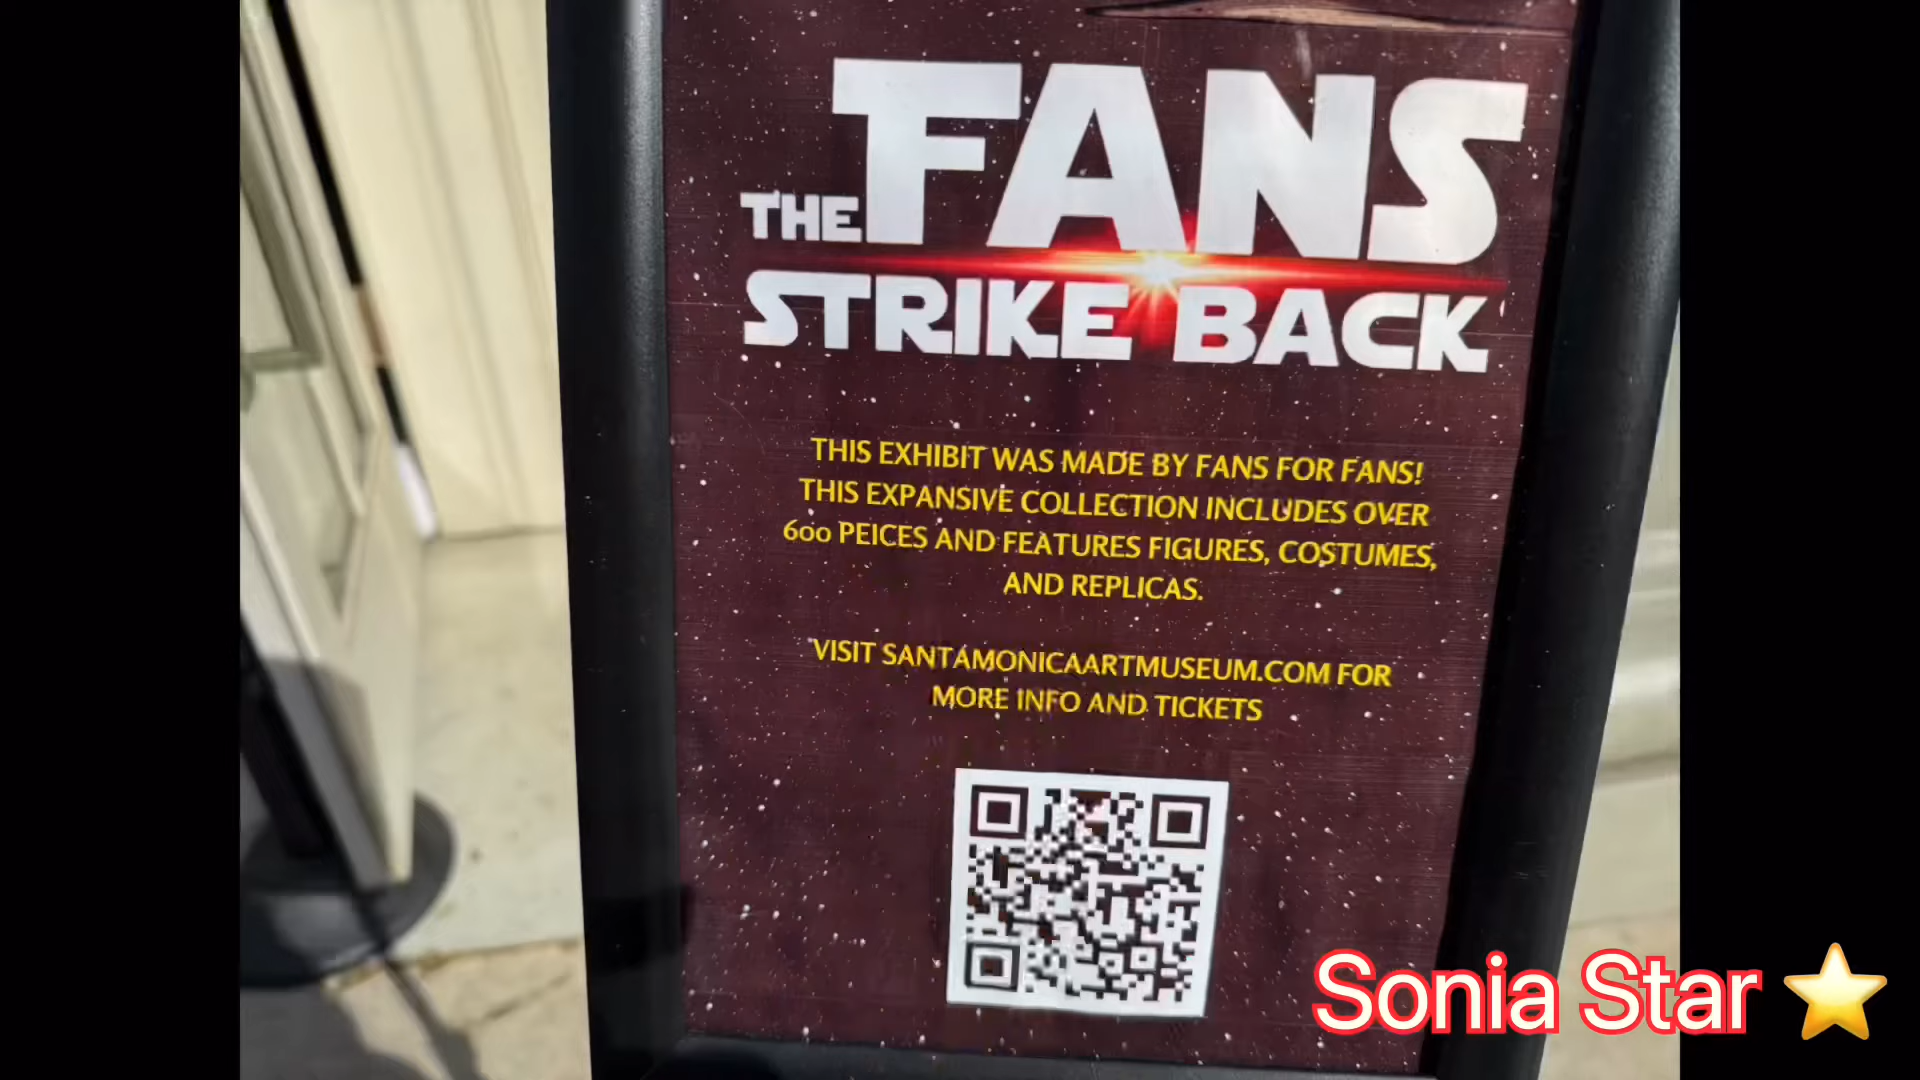 THE FANS
STRIKE BACK
THIS EXHIBIT WAS MADE BY FANS FOR FANS!
THIS EXPANSIVE COLLECTION INCLUDES OVER
600 PEICES AND FEATURES FIGURES, COSTUMES,
AND REPLICAS.
VISIT SANTAMONICAARTMUSEUM.COM FOR
MORE INFO AND TICKETS
Sonia Star ⭐